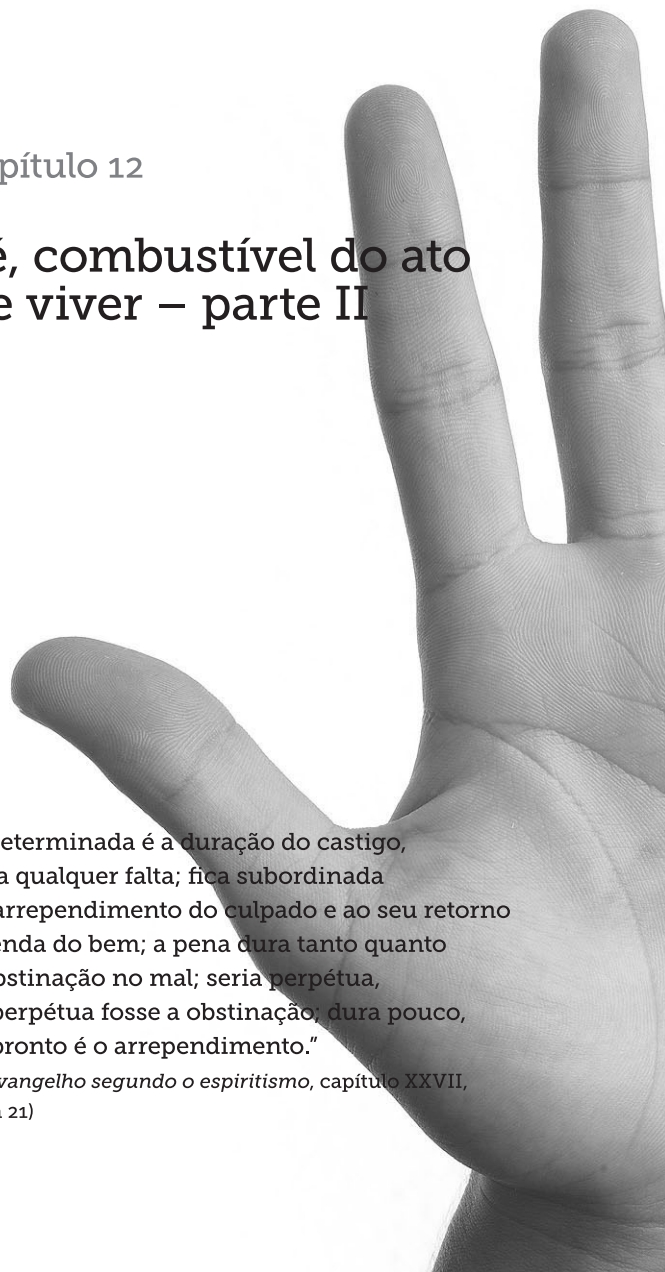 pítulo 12
é, combustível do ato
e viver – parte II
eterminada é a duração do castigo,
a qualquer falta; fica subordinada
arrependimento do culpado e ao seu retorno
enda do bem; a pena dura tanto quanto
bstinação no mal; seria perpétua,
perpétua fosse a obstinação; dura pouco,
pronto é o arrependimento.”
vangelho segundo o espiritismo, capítulo XXVII,
21)